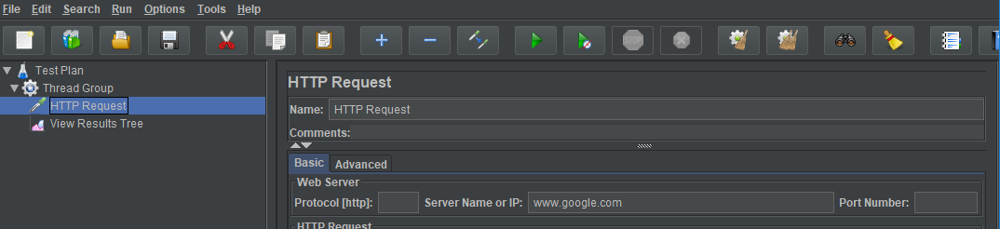 File Edit Search Run Options Tools Help
STOP
Test Plan
Thread Group
HTTP Request
View Results Tree
HTTP Request
Name: HTTP Request
Comments:
Basic Advanced
Web Server
Protocol [http]: Server Name or IP: www.google.com Port Number:
HTTP Request